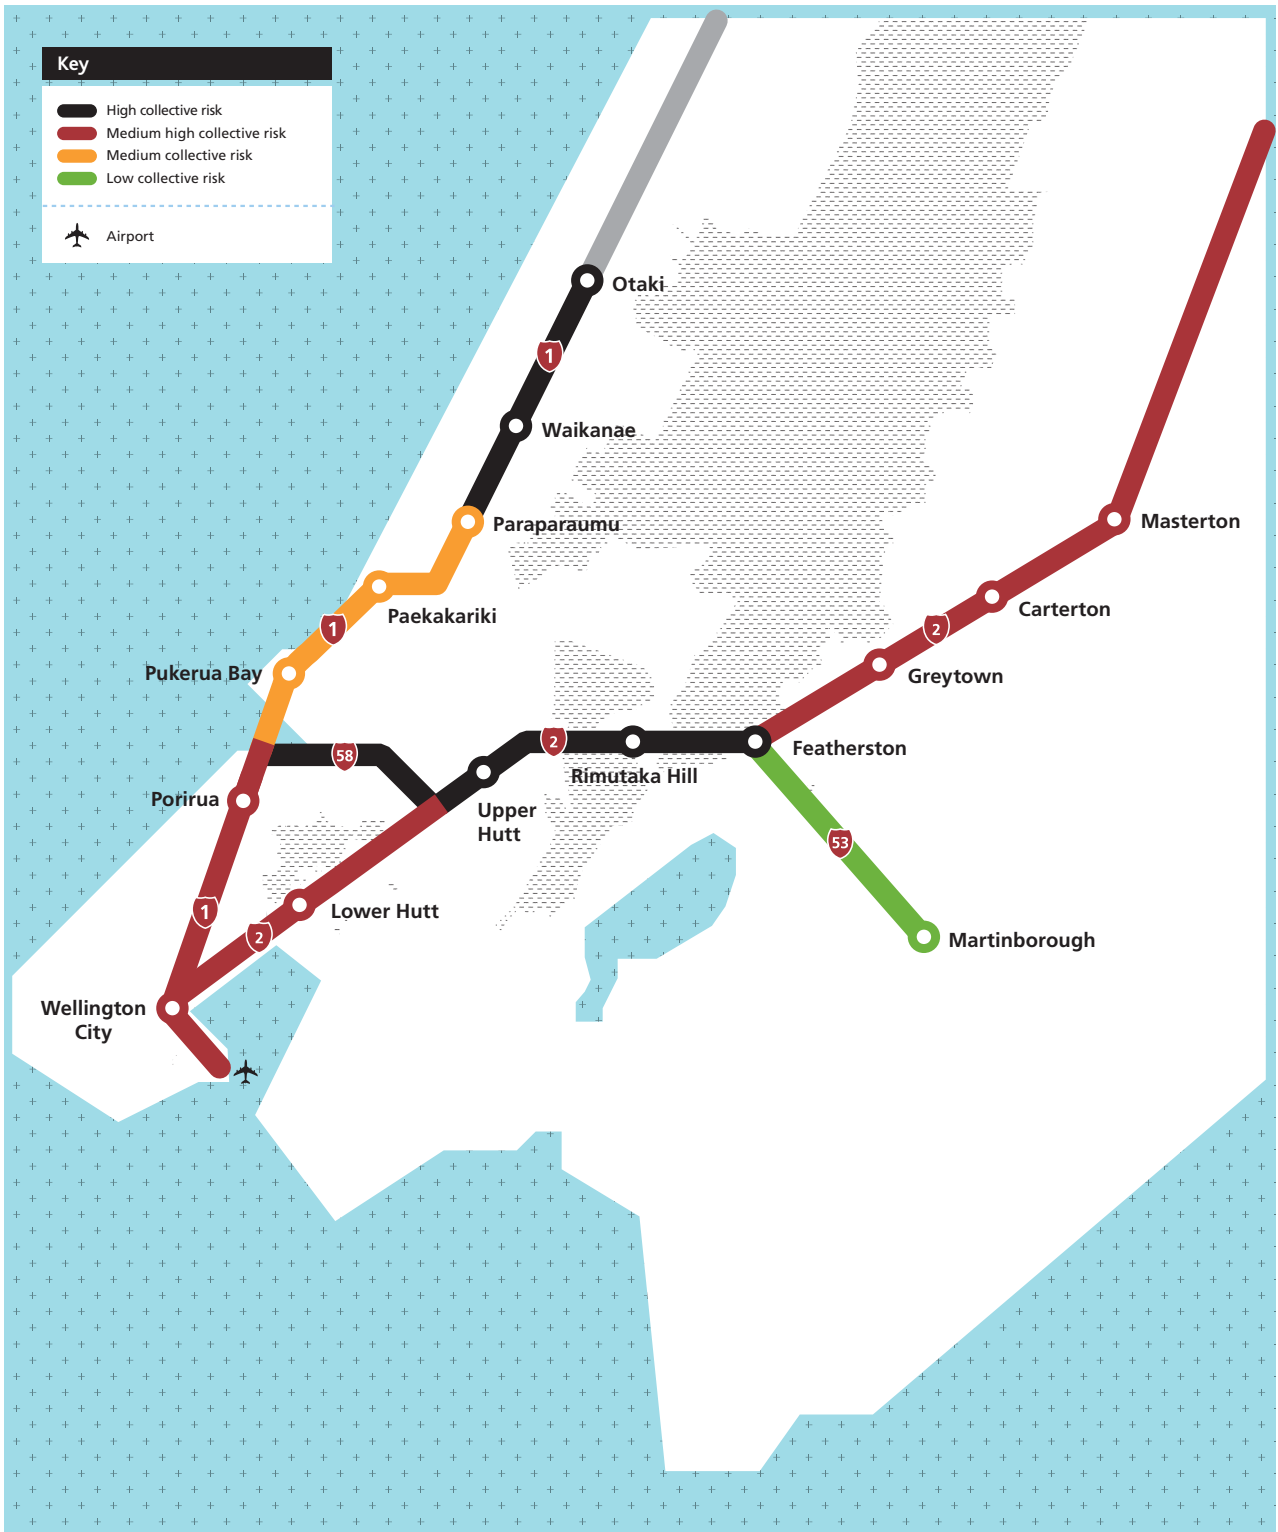 Key
High collective risk
Medium high collective risk
Medium collective risk
Low collective risk
Airport
Otaki
1
Waikanae
Paraparaumu
Masterton
Paekakariki
Carterton
1
2
Pukerua Bay
Greytown
2
58
Featherston
Rimutaka Hill
Porirua
Upper
Hutt
53
1
Lower Hutt
2
Martinborough
Wellington
City